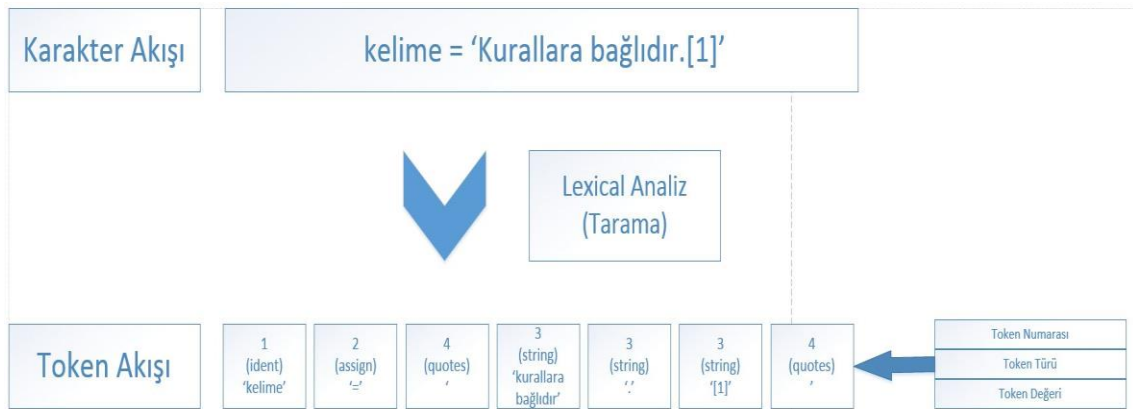 Karakter Akışı
kelime = ‘Kurallara bağlıdır.[1]’
Lexical Analiz
(Tarama)
Token Akışı
1
(ident)
‘kelime’
2
(assign)
‘=’
4
(quotes)
‘
3
(string)
‘kurallara
bağlıdır’
3
(string)
‘.’
3
(string)
‘[1]’
4
(quotes)
’
Token Numarası
Token Türü
Token Değeri